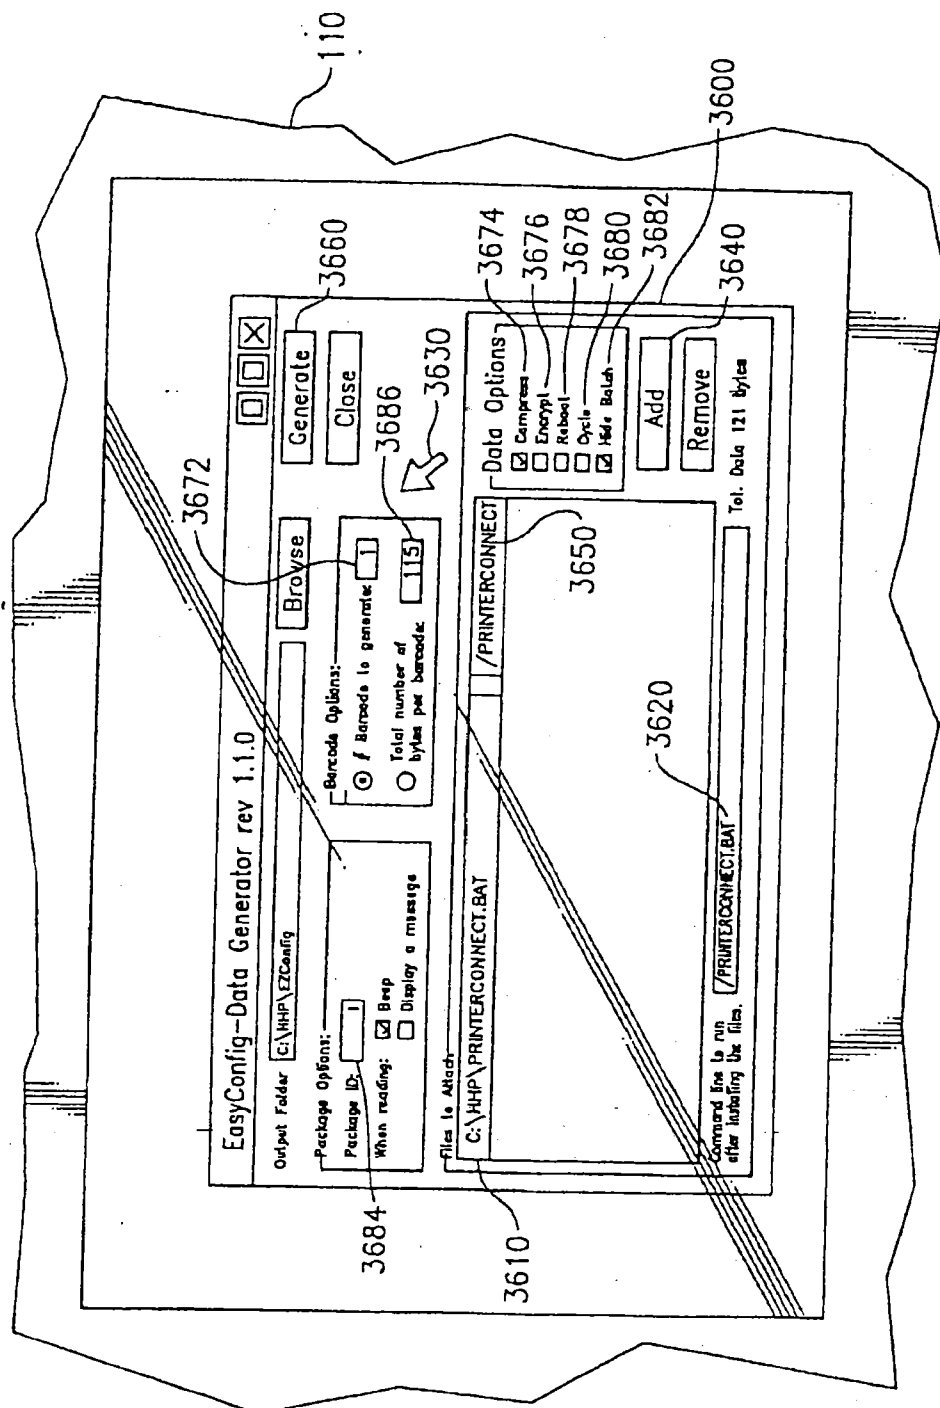 110
EasyConfig-Data Generator rev 1.1.0
Output Folder C:\HHP\EZConfig Browse Generate 3660
Close
3672
Package Options:
Package ID: 1
When reading: Beep
Display a message
3684
Barcode Options:
# Barcode to generate: 1
Total number of
bytes per barcode: 115
3686
3630
Files to Attach
C:\HHP\PRINTERCONNECT.BAT /PRINTERCONNECT
3610
3650
Data Options
Compress 3674
Encrypt 3676
Reboot 3678
Cycle 3680
Hide Batch 3682
3600
Add 3640
Remove
3620
Command line to run
after installing the files.
/PRINTERCONNECT.BAT
Tot. Data 121 bytes